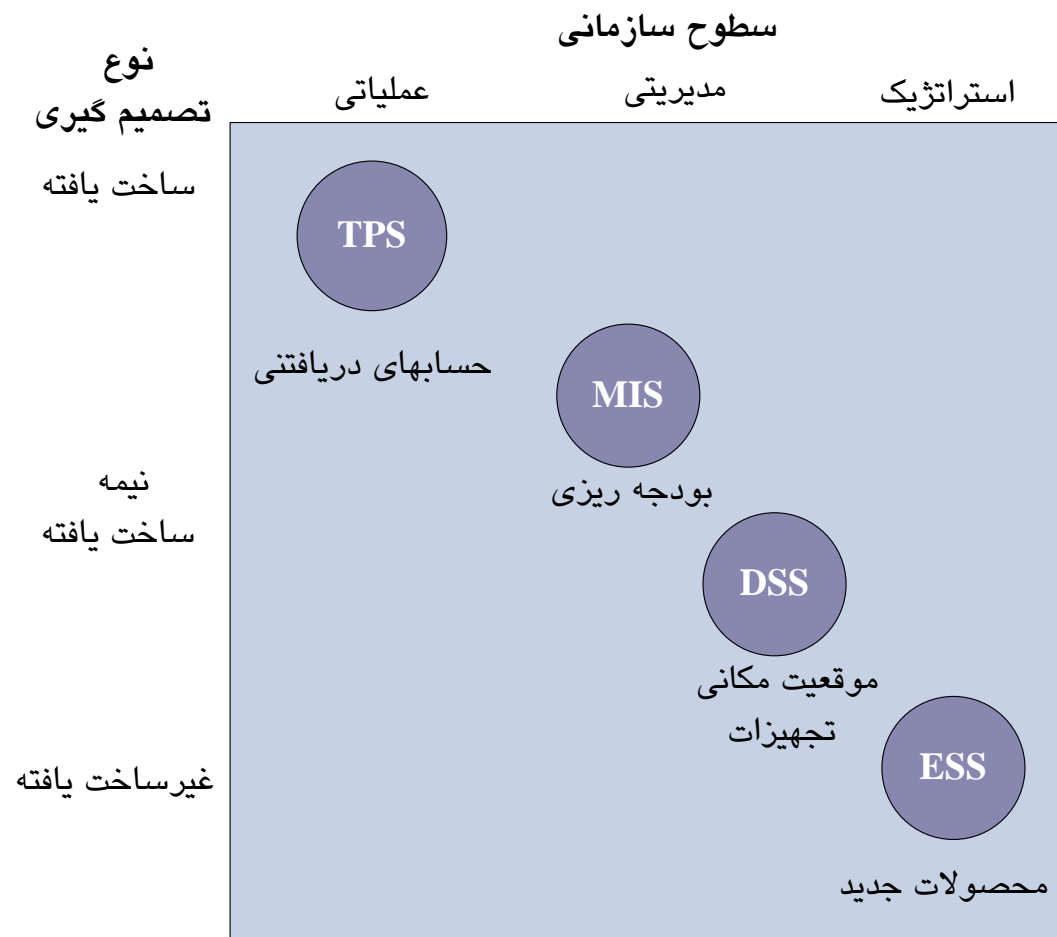 سطوح سازمانی
نوع
تصمیم گیری
عملیاتی
مدیریتی
استراتژیک
ساخت یافته
TPS
حسابهای دریافتنی
MIS
بودجه ریزی
نیمه
ساخت یافته
DSS
موقعیت مکانی
تجهیزات
غیرساخت یافته
ESS
محصولات جدید